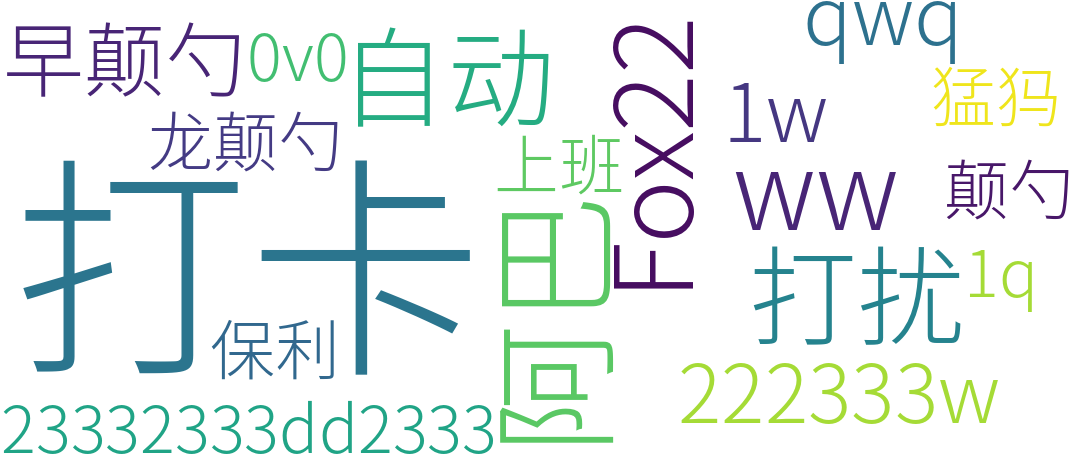 早颠勺
0v0
自动
Fox22
qwq
1w
猛犸
龙颠勺
上班
ww
颠勺
打卡
阿巴
打扰
1q
保利
222333w
23332333dd2333